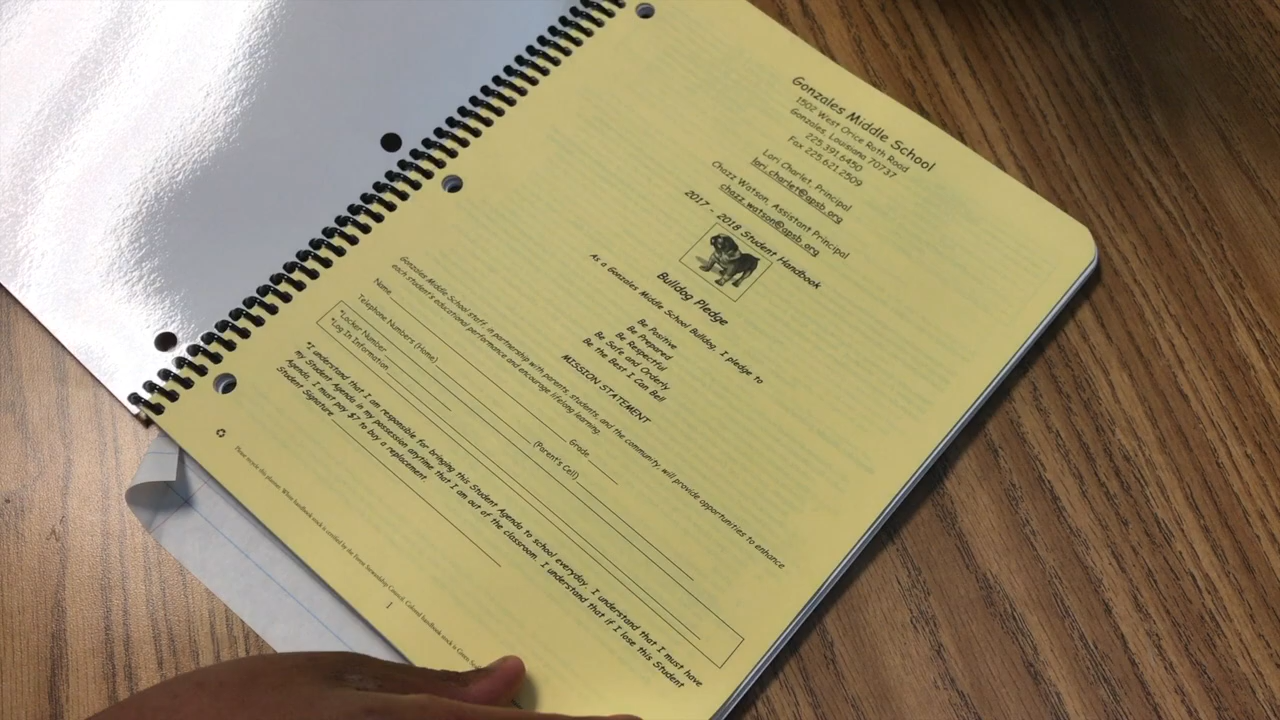 Gonzales Middle School
1502 West Orice Roth Road
Gonzales, Louisiana 70737
225.391.6450
Fax 225.621.2509
Lori Charlet, Principal
lori.charlet@apsb.org
Chazz Watson, Assistant Principal
chazz.watson@apsb.org
2017 - 2018 Student Handbook
Bulldog Pledge
As a Gonzales Middle School Bulldog, I pledge to
Be Positive
Be Prepared
Be Respectful
Be Safe and Orderly
Be the Best I Can Be!!
MISSION STATEMENT
Gonzales Middle School staff, in partnership with parents, students, and the community, will provide opportunities to enhance
each student's educational performance and encourage lifelong learning.
Name Grade
Telephone Numbers (Home) (Parent's Cell)
*Locker Number
*Log In Information
*I understand that I am responsible for bringing this Student Agenda to school everyday. I understand that I must have
my Student Agenda in my possession anytime that I am out of the classroom. I understand that if I lose this Student
Agenda, I must pay $7 to buy a replacement.
Student Signature
1